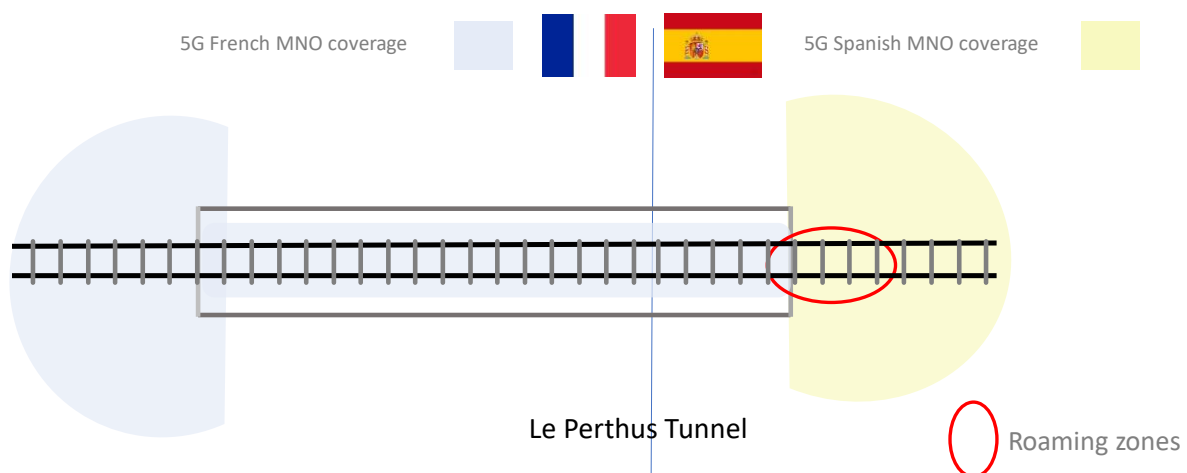 5G French MNO coverage
5G Spanish MNO coverage
Le Perthus Tunnel
Roaming zones